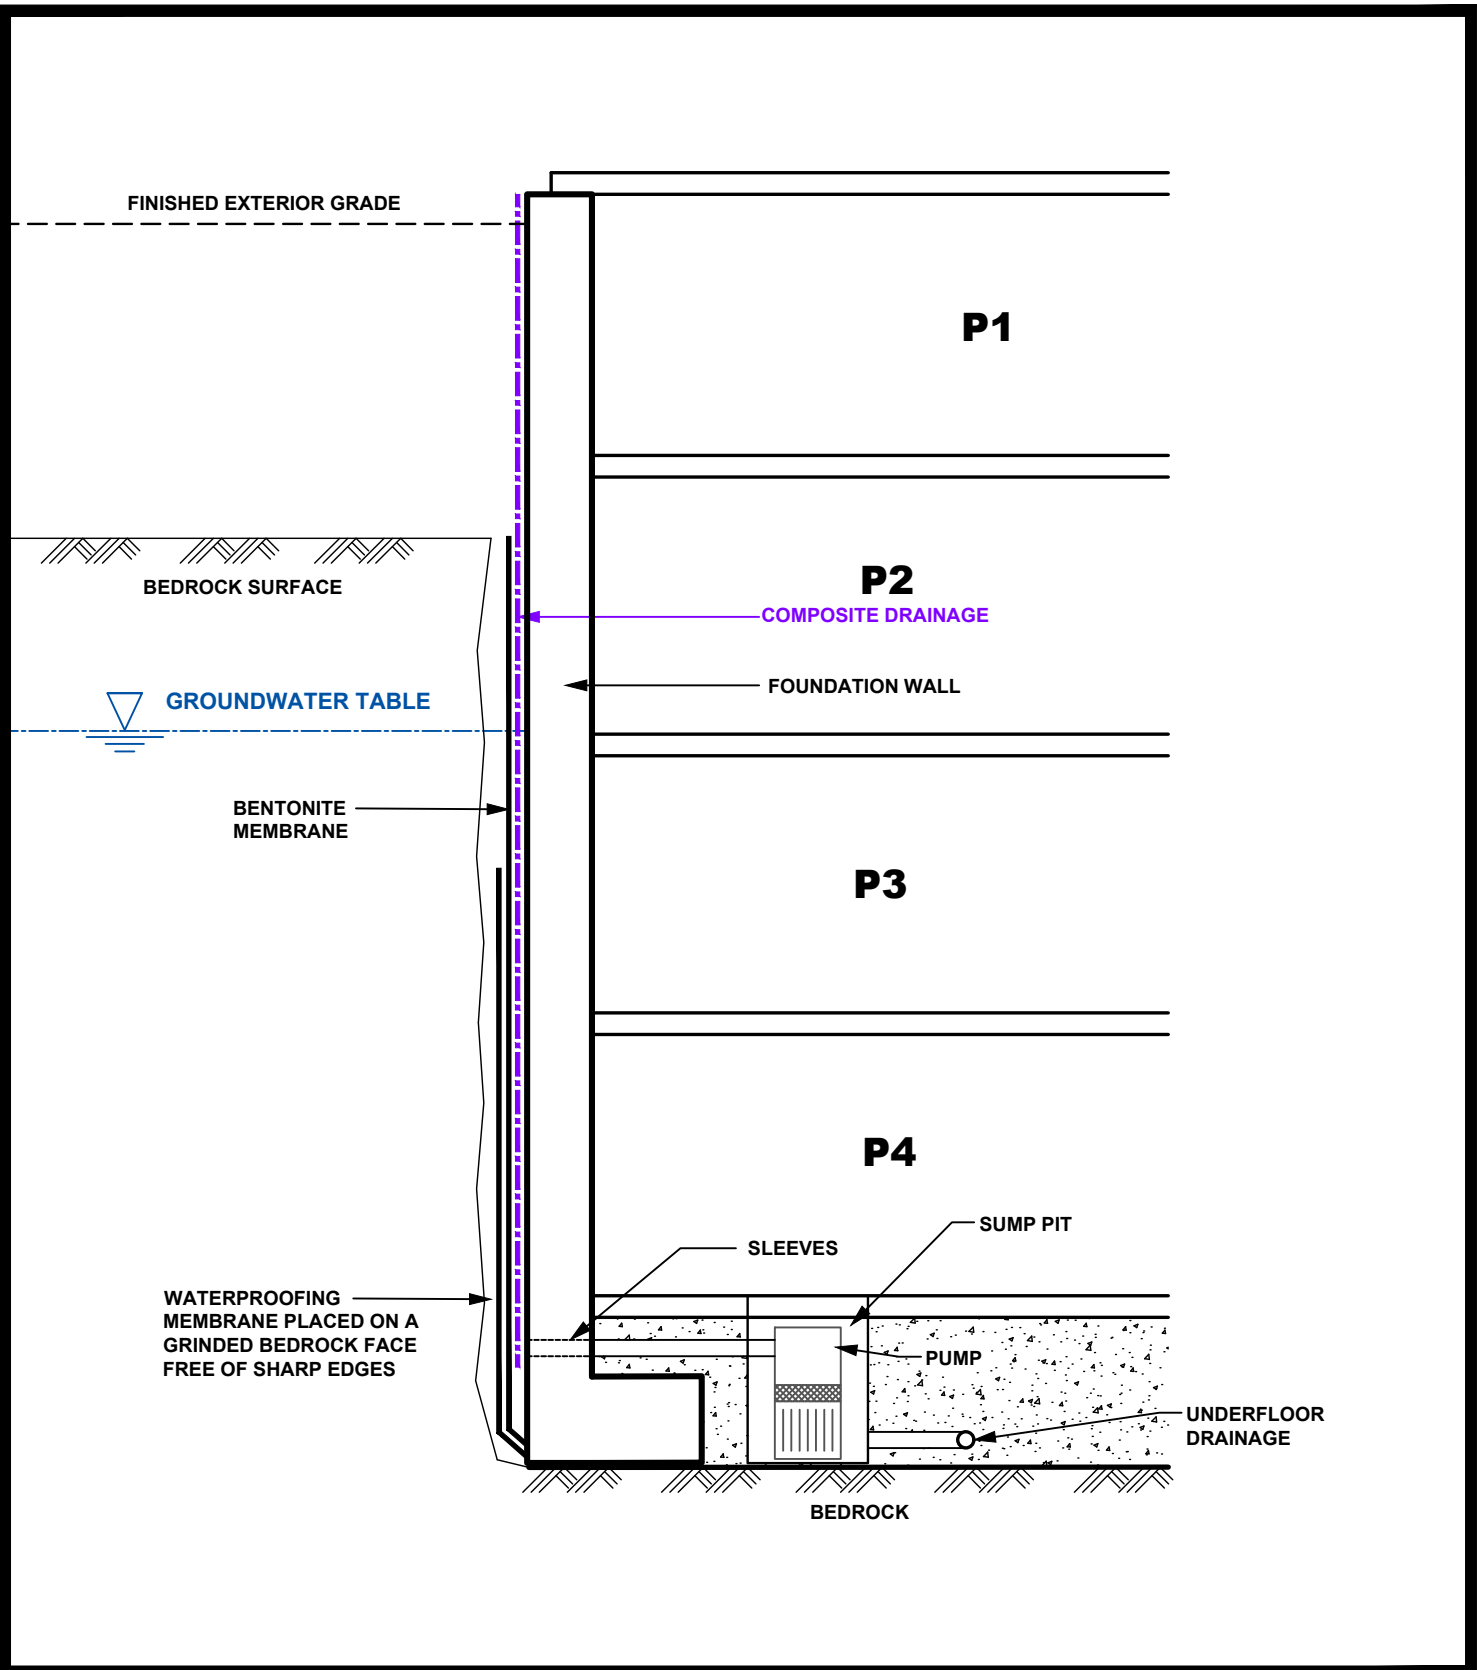 FINISHED EXTERIOR GRADE
P1
BEDROCK SURFACE
P2
COMPOSITE DRAINAGE
FOUNDATION WALL
GROUNDWATER TABLE
BENTONITE
MEMBRANE
P3
P4
SUMP PIT
SLEEVES
WATERPROOFING
MEMBRANE PLACED ON A
GRINDED BEDROCK FACE
FREE OF SHARP EDGES
PUMP
UNDERFLOOR
DRAINAGE
BEDROCK